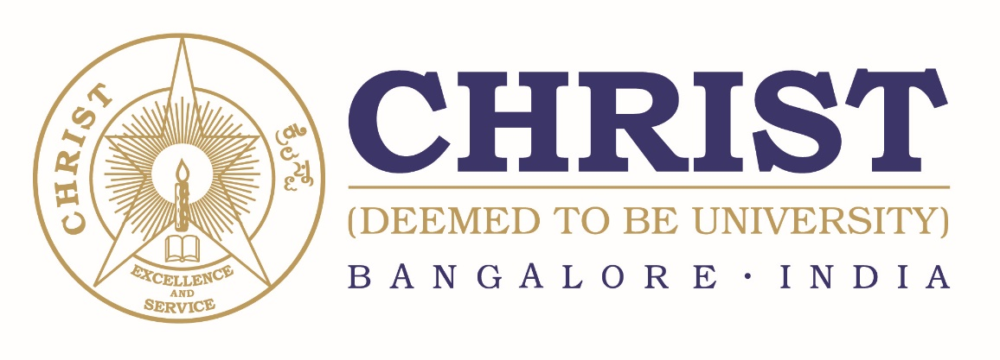 CHRIST
EXCELLENCE
AND
SERVICE
CHRIST
(DEEMED TO BE UNIVERSITY)
BANGALORE · INDIA